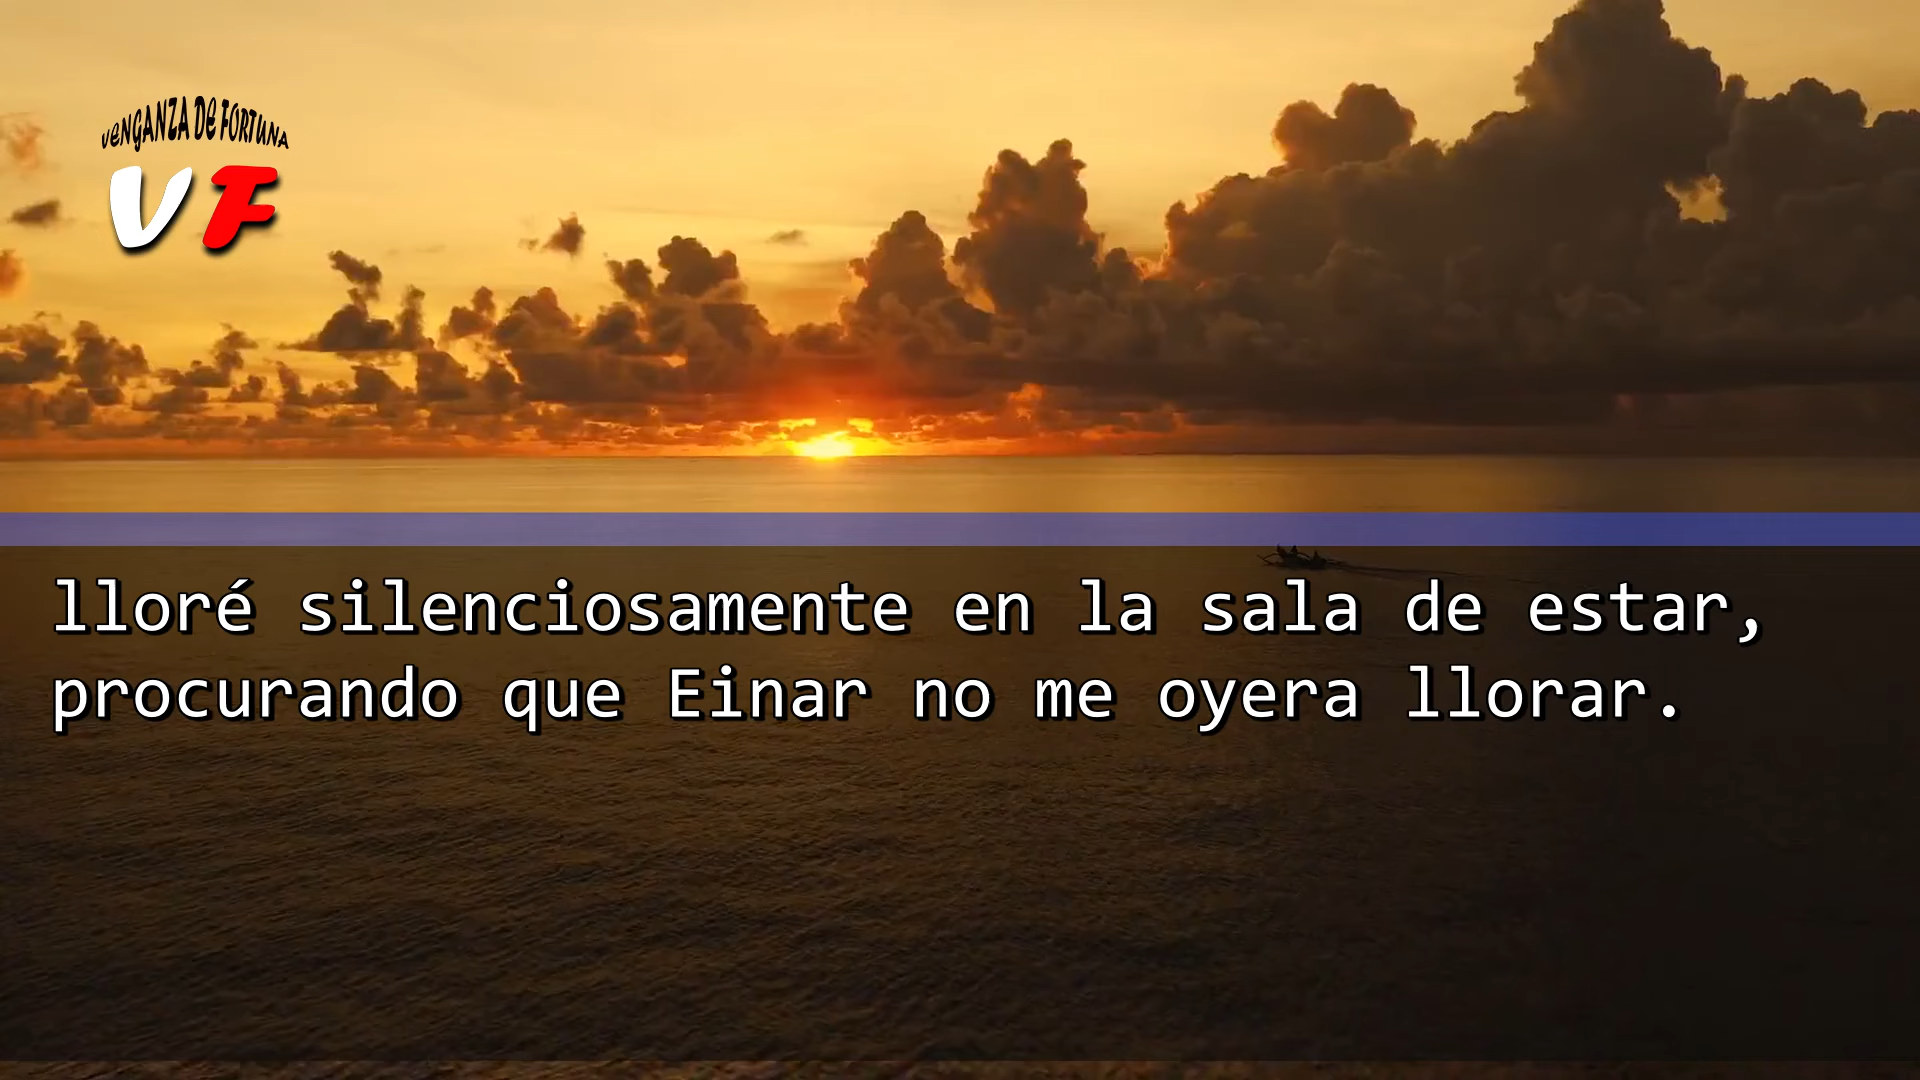 VENGANZA DE FORTUNA
VF
lloré silenciosamente en la sala de estar,
procurando que Einar no me oyera llorar.